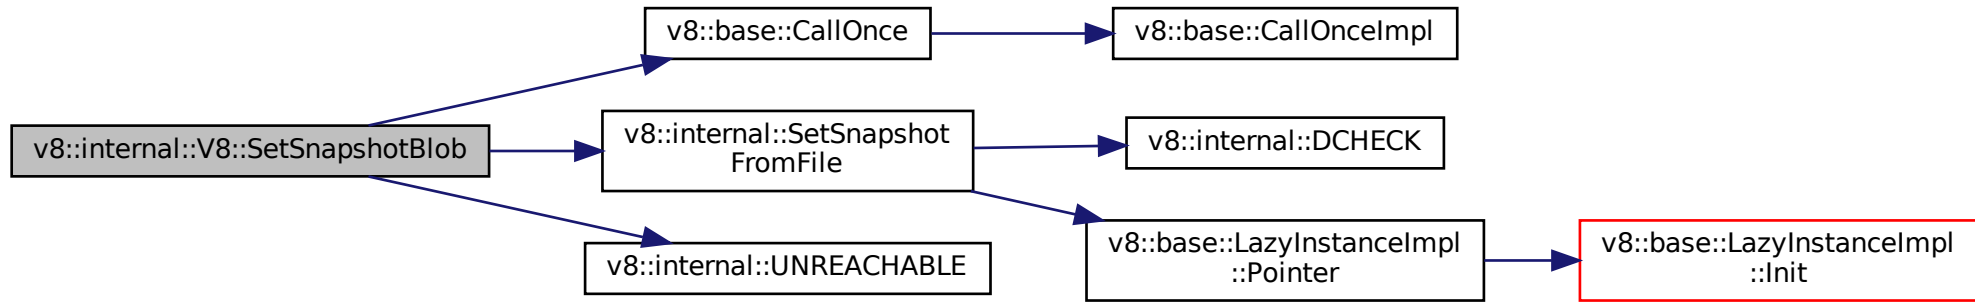 v8::internal::V8::SetSnapshotBlob
v8::base::CallOnce
v8::base::CallOnceImpl
v8::internal::SetSnapshot
FromFile
v8::internal::DCHECK
v8::base::LazyInstanceImpl
::Pointer
v8::base::LazyInstanceImpl
::Init
v8::internal::UNREACHABLE